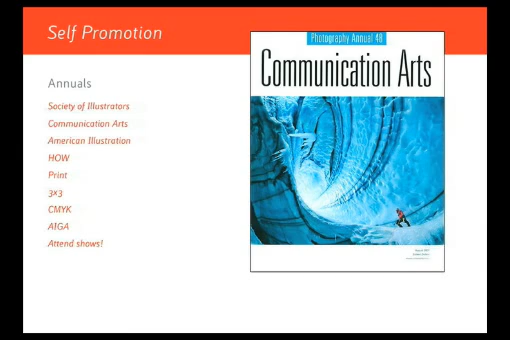 Self Promotion
Annuals
Society of Illustrators
Communication Arts
American Illustration
HOW
Print
3x3
CMYK
AIGA
Attend shows!
Photography Annual 48
Communication Arts